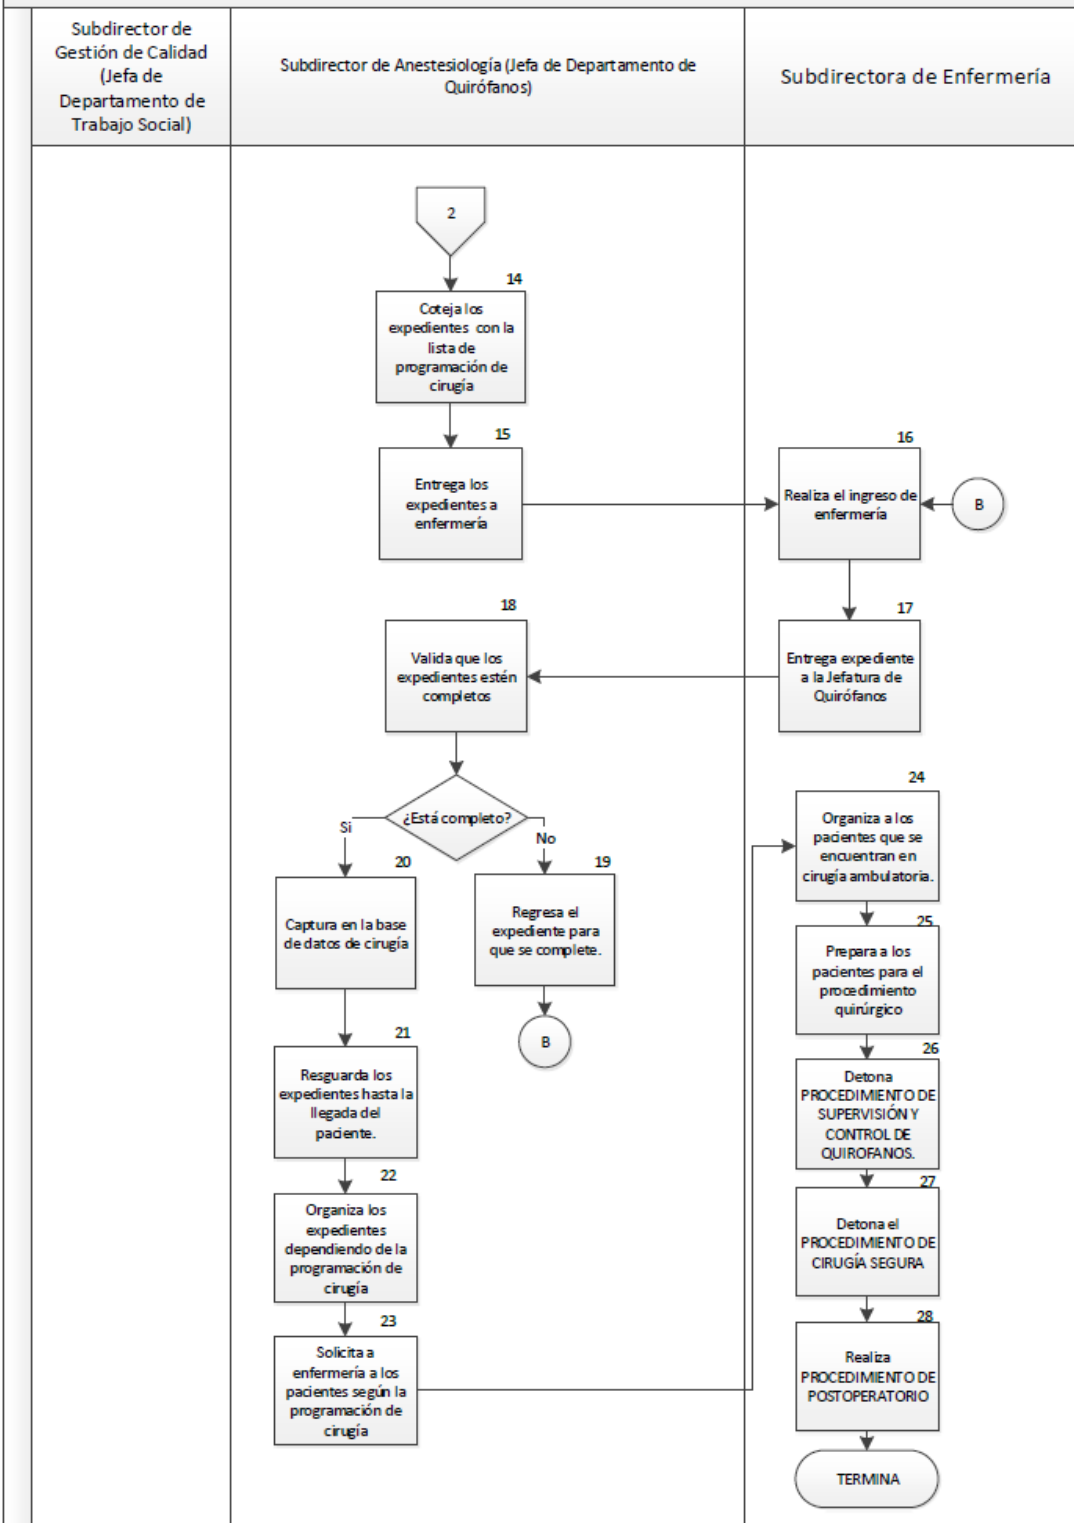 Subdirector de
Gestión de Calidad
(Jefa de
Departamento de
Trabajo Social)
Subdirector de Anestesiología (Jefa de Departamento de
Quirófanos)
Subdirectora de Enfermería
2
14
Coteja los
expedientes con la
lista de
programación de
cirugía
15
Entrega los
expedientes a
enfermería
16
Realiza el ingreso de
enfermería
B
17
Entrega expediente
a la Jefatura de
Quirófanos
18
Valida que los
expedientes estén
completos
¿Está completo?
Si
No
19
Regresa el
expediente para
que se complete.
B
20
Captura en la base
de datos de cirugía
21
Resguarda los
expedientes hasta la
llegada del
paciente.
22
Organiza los
expedientes
dependiendo de la
programación de
cirugía
23
Solicita a
enfermería a los
pacientes según la
programación de
cirugía
24
Organiza a los
pacientes que se
encuentran en
cirugía ambulatoria.
25
Prepara a los
pacientes para el
procedimiento
quirúrgico
26
Detona
PROCEDIMIENTO DE
SUPERVISIÓN Y
CONTROL DE
QUIROFANOS.
27
Detona el
PROCEDIMIENTO DE
CIRUGÍA SEGURA
28
Realiza
PROCEDIMIENTO DE
POSTOPERATORIO
TERMINA